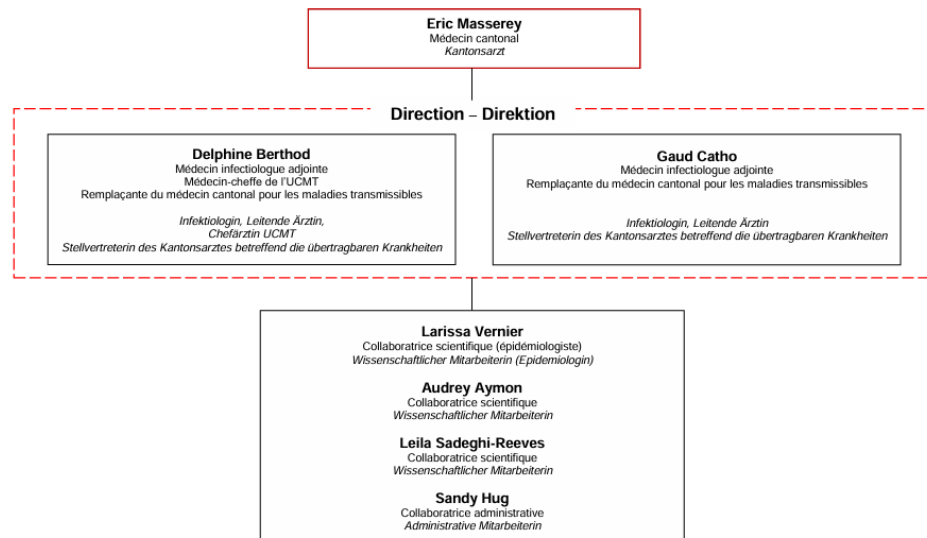 Eric Masserey
Médecin cantonal
Kantonsarzt
Direction – Direktion
Delphine Berthod
Médecin infectiologue adjointe
Médecin-cheffe de l'UCMT
Remplaçante du médecin cantonal pour les maladies transmissibles
Infektiologin, Leitende Ärztin,
Chefärztin UCMT
Stellvertreterin des Kantonsarztes betreffend die übertragbaren Krankheiten
Gaud Catho
Médecin infectiologue adjointe
Remplaçante du médecin cantonal pour les maladies transmissibles
Infektiologin, Leitende Ärztin
Stellvertreterin des Kantonsarztes betreffend die übertragbaren Krankheiten
Larissa Vernier
Collaboratrice scientifique (épidémiologiste)
Wissenschaftlicher Mitarbeiterin (Epidemiologin)
Audrey Aymon
Collaboratrice scientifique
Wissenschaftlicher Mitarbeiterin
Leila Sadeghi-Reeves
Collaboratrice scientifique
Wissenschaftlicher Mitarbeiterin
Sandy Hug
Collaboratrice administrative
Administrative Mitarbeiterin